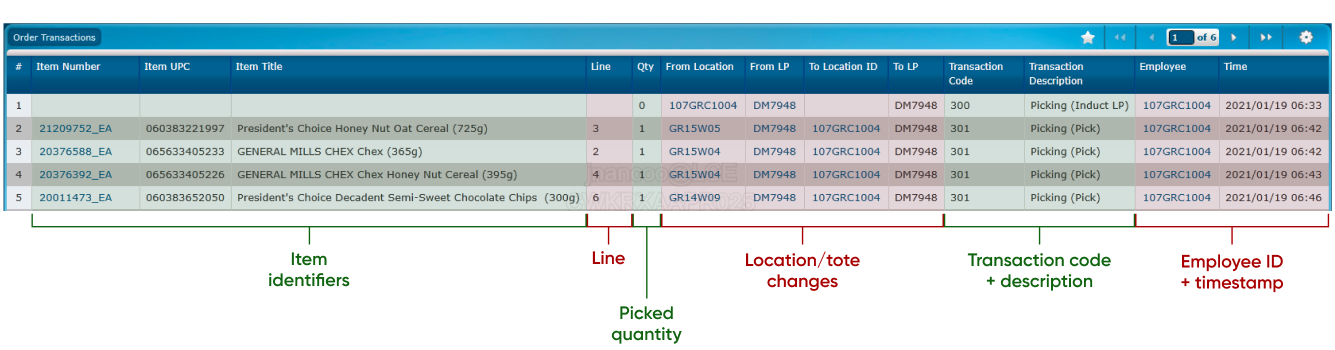 Order Transactions
1 of 6
# Item Number Item UPC Item Title Line Qty From Location From LP To Location ID To LP Transaction Code Transaction Description Employee Time
1 0 107GRC1004 DM7948 DM7948 300 Picking (Induct LP) 107GRC1004 2021/01/19 06:33
2 21209752_EA 060383221997 President's Choice Honey Nut Oat Cereal (725g) 3 1 GR15W05 DM7948 107GRC1004 DM7948 301 Picking (Pick) 107GRC1004 2021/01/19 06:42
3 20376588_EA 065633405233 GENERAL MILLS CHEX Chex (365g) 2 1 GR15W04 DM7948 107GRC1004 DM7948 301 Picking (Pick) 107GRC1004 2021/01/19 06:42
4 20376392_EA 065633405226 GENERAL MILLS CHEX Chex Honey Nut Cereal (395g) 4 1 GR15W04 DM7948 107GRC1004 DM7948 301 Picking (Pick) 107GRC1004 2021/01/19 06:43
5 20011473_EA 060383652050 President's Choice Decadent Semi-Sweet Chocolate Chips (300g) 6 1 GR14W09 DM7948 107GRC1004 DM7948 301 Picking (Pick) 107GRC1004 2021/01/19 06:46
Item
identifiers
Line
Picked
quantity
Location/tote
changes
Transaction code
+ description
Employee ID
+ timestamp